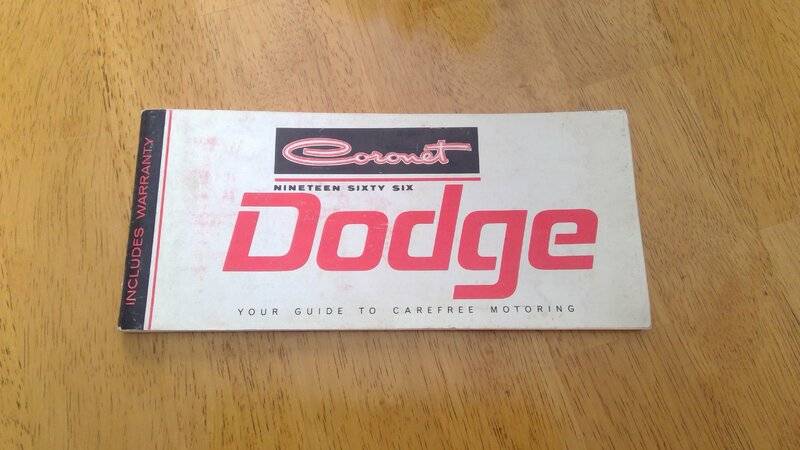 INCLUDES WARRANTY
Coronet
NINETEEN SIXTY SIX
Dodge
YOUR GUIDE TO CAREFREE MOTORING